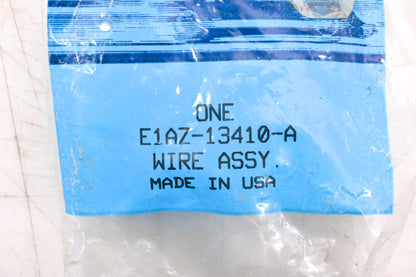 ONE
E1AZ-13410-A
WIRE ASSY.
MADE IN USA